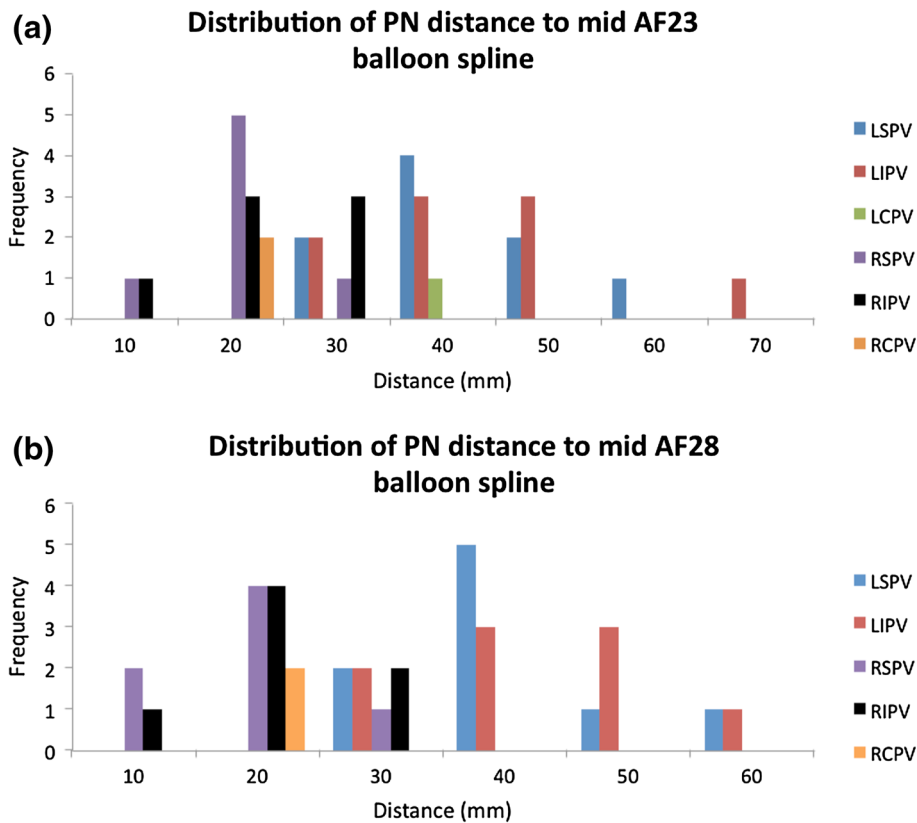 (a)
Distribution of PN distance to mid AF23
balloon spline
6
5
4
3
2
1
0
Frequency
10 20 30 40 50 60 70
Distance (mm)
LSPV
LIPV
LCPV
RSPV
RIPV
RCPV
(b)
Distribution of PN distance to mid AF28
balloon spline
6
5
4
3
2
1
0
Frequency
10 20 30 40 50 60
Distance (mm)
LSPV
LIPV
RSPV
RIPV
RCPV